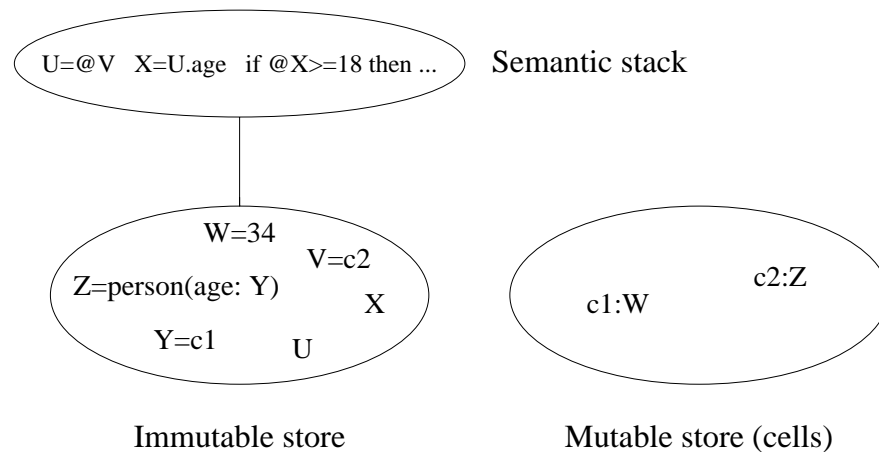 U=@V X=U.age if @X>=18 then ...
Semantic stack
W=34
V=c2
Z=person(age: Y)
X
Y=c1
U
c2:Z
c1:W
Immutable store
Mutable store (cells)